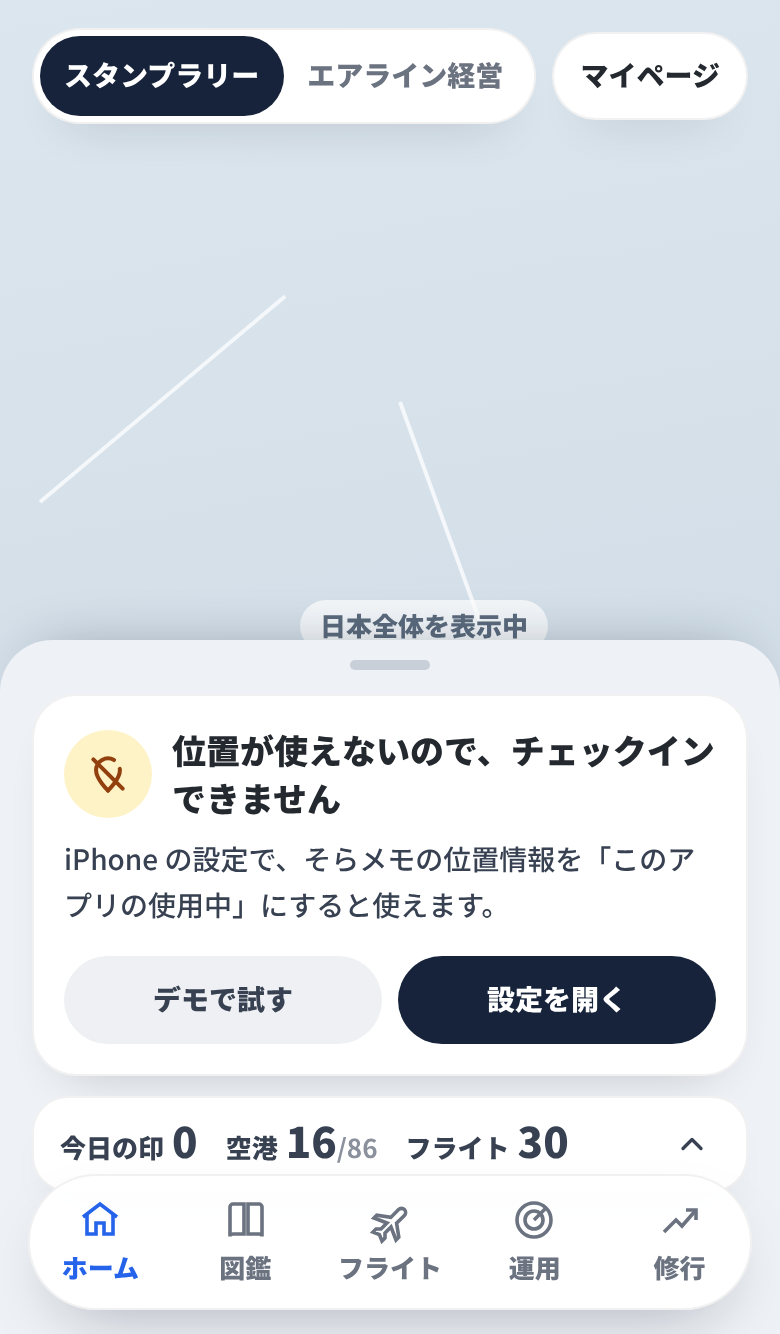 スタンプラリー エアライン経営 マイページ
日本全体を表示中
位置が使えないので、チェックイン
できません
iPhone の設定で、そらメモの位置情報を「このア
プリの使用中」にすると使えます。
デモで試す 設定を開く
今日の印 0 空港 16/86 フライト 30
ホーム 図鑑 フライト 運用 修行